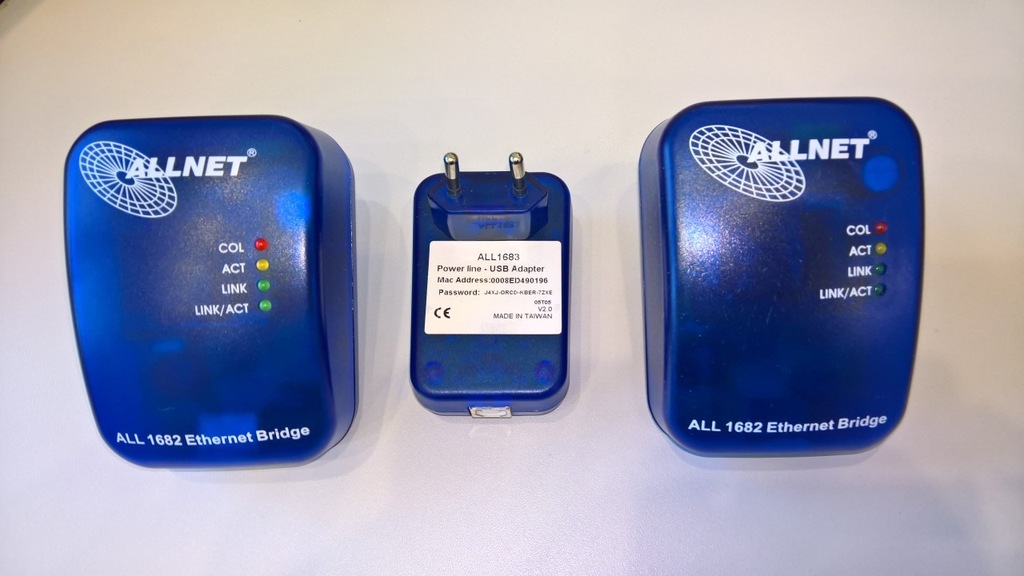 ALLNET®
COL
ACT
LINK
LINK/ACT
ALL 1682 Ethernet Bridge
ALL1683
Power line - USB Adapter
Mac Address:0008ED490196
Password:
05T05
V2.0
CE
MADE IN TAIWAN
ALLNET®
COL
ACT
LINK
LINK/ACT
ALL 1682 Ethernet Bridge